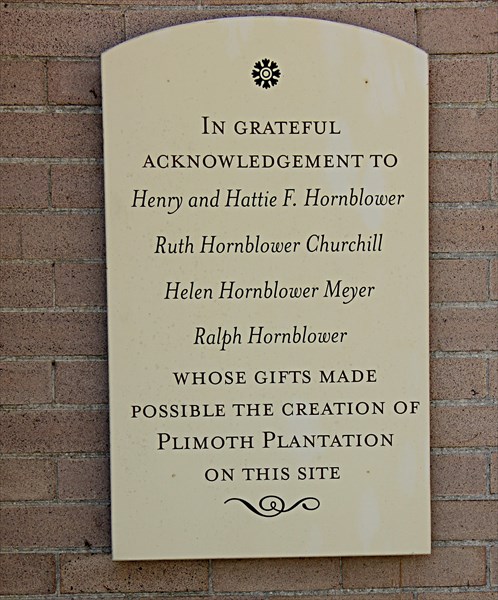 In grateful
acknowledgement to
Henry and Hattie F. Hornblower
Ruth Hornblower Churchill
Helen Hornblower Meyer
Ralph Hornblower
whose gifts made
possible the creation of
Plimoth Plantation
on this site